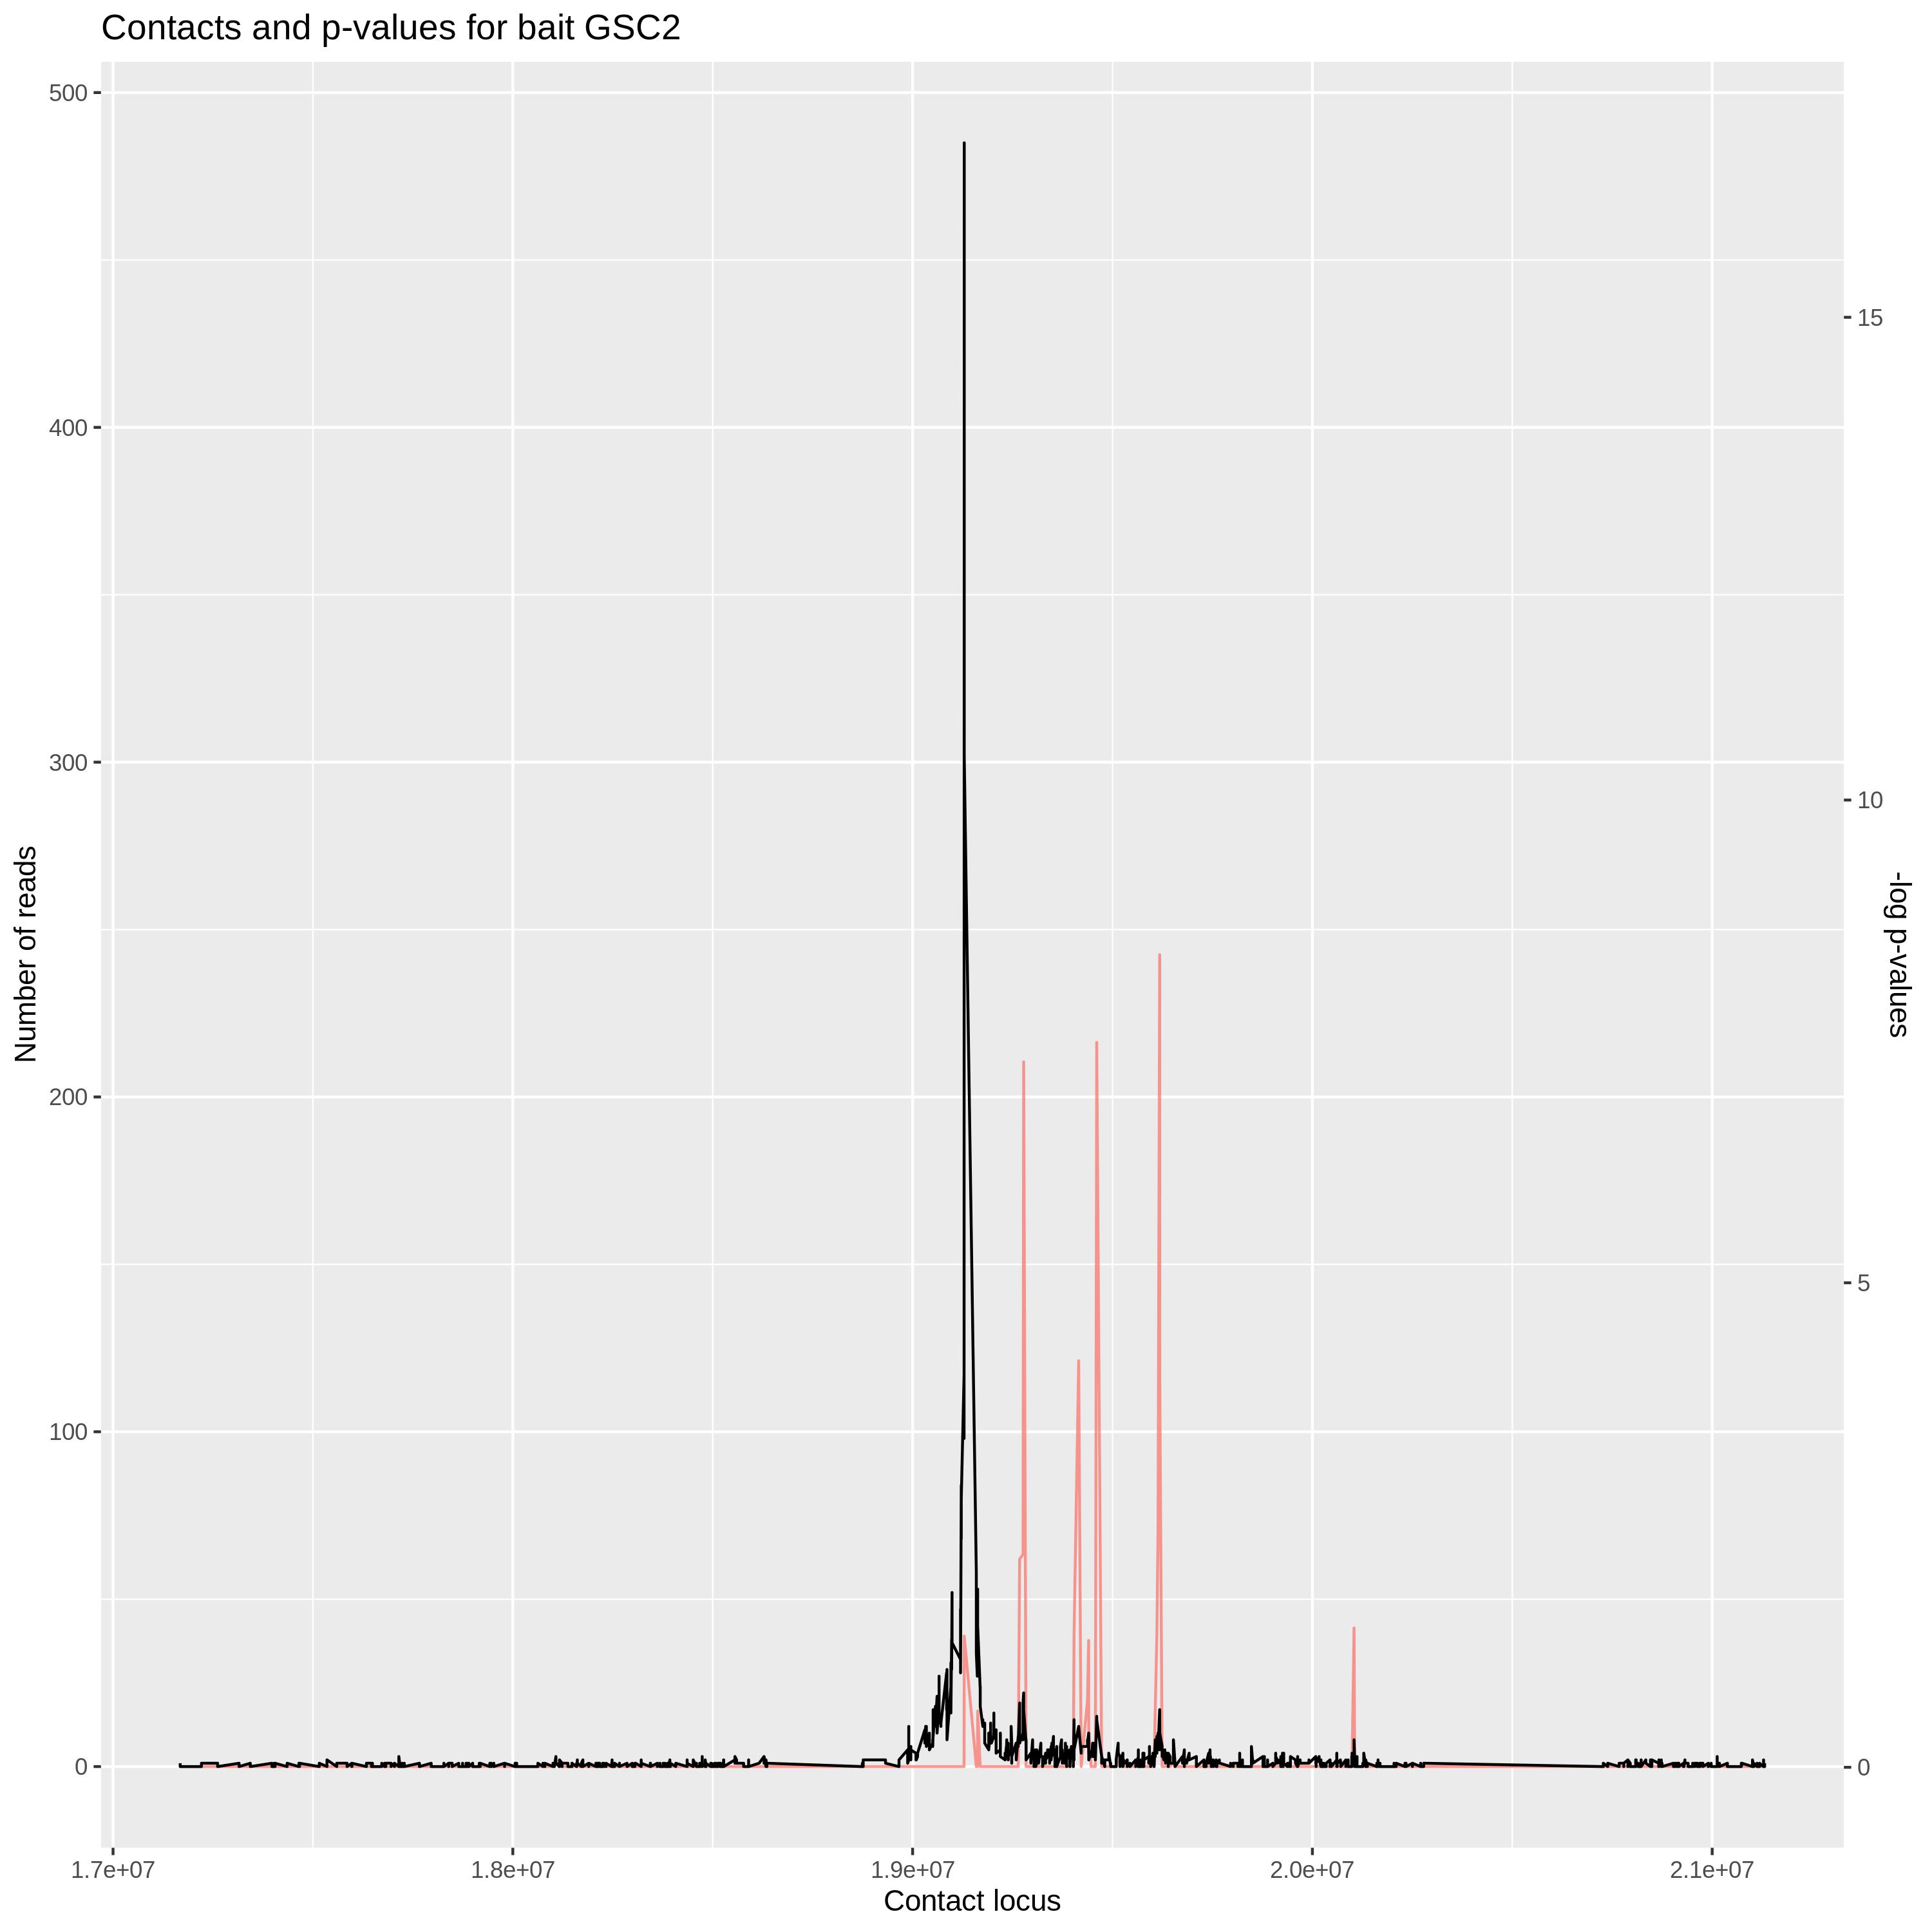 Contacts and p-values for bait GSC2
500
400
300
200
100
0
Number of reads
15
10
5
0
-log p-values
1.7e+07 1.8e+07 1.9e+07 2.0e+07 2.1e+07
Contact locus